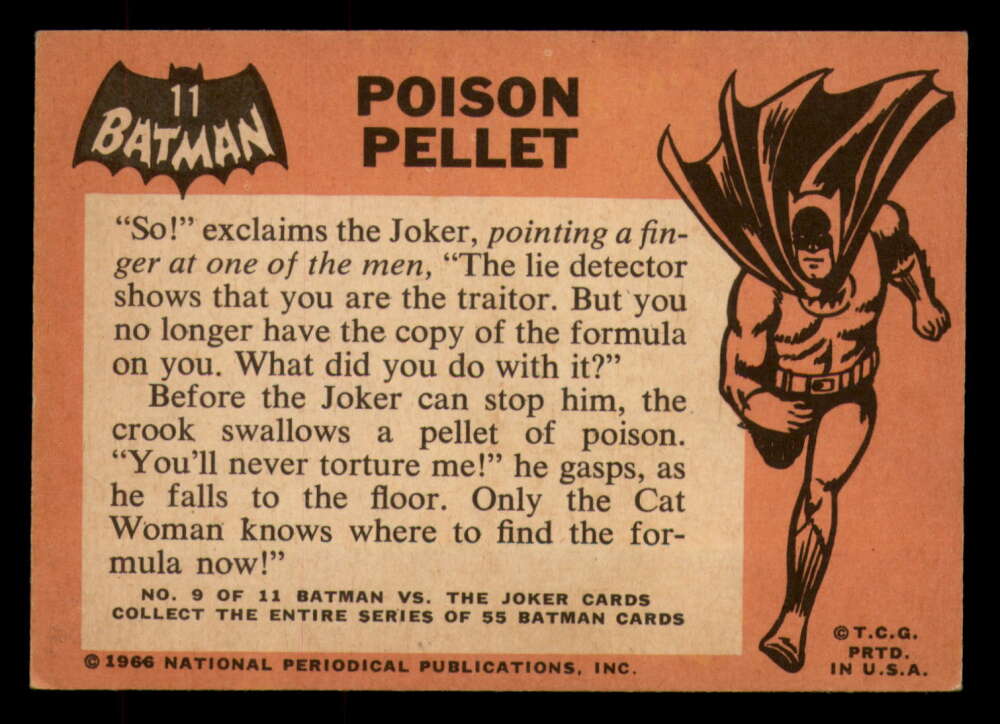 11
BATMAN
POISON
PELLET
“So!” exclaims the Joker, pointing a fin-
ger at one of the men, “The lie detector
shows that you are the traitor. But you
no longer have the copy of the formula
on you. What did you do with it?”
Before the Joker can stop him, the
crook swallows a pellet of poison.
“You’ll never torture me!” he gasps, as
he falls to the floor. Only the Cat
Woman knows where to find the for-
mula now!”
NO. 9 OF 11 BATMAN VS. THE JOKER CARDS
COLLECT THE ENTIRE SERIES OF 55 BATMAN CARDS
© 1966 NATIONAL PERIODICAL PUBLICATIONS, INC.
© T.C.G.
PRTD.
IN U.S.A.